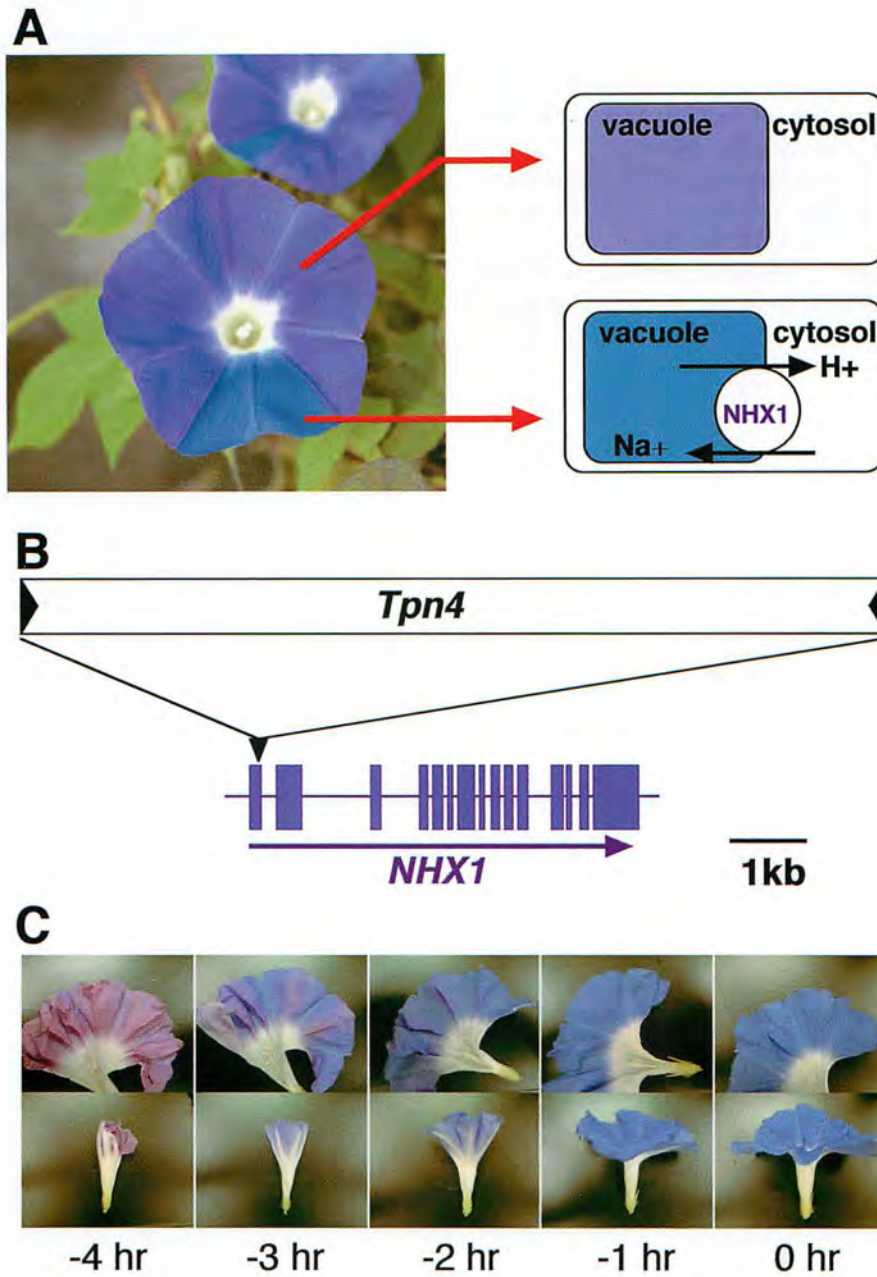 A
vacuole cytosol
vacuole cytosol
H+
NHX1
Na+
B
Tpn4
NHX1
1kb
C
-4 hr -3 hr -2 hr -1 hr 0 hr